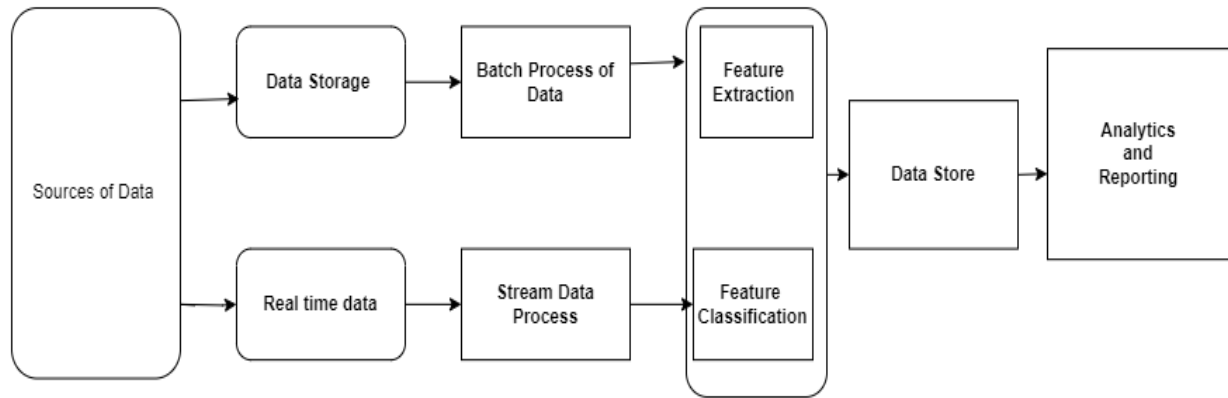 Sources of Data
Data Storage
Batch Process of
Data
Feature
Extraction
Real time data
Stream Data
Process
Feature
Classification
Data Store
Analytics
and
Reporting